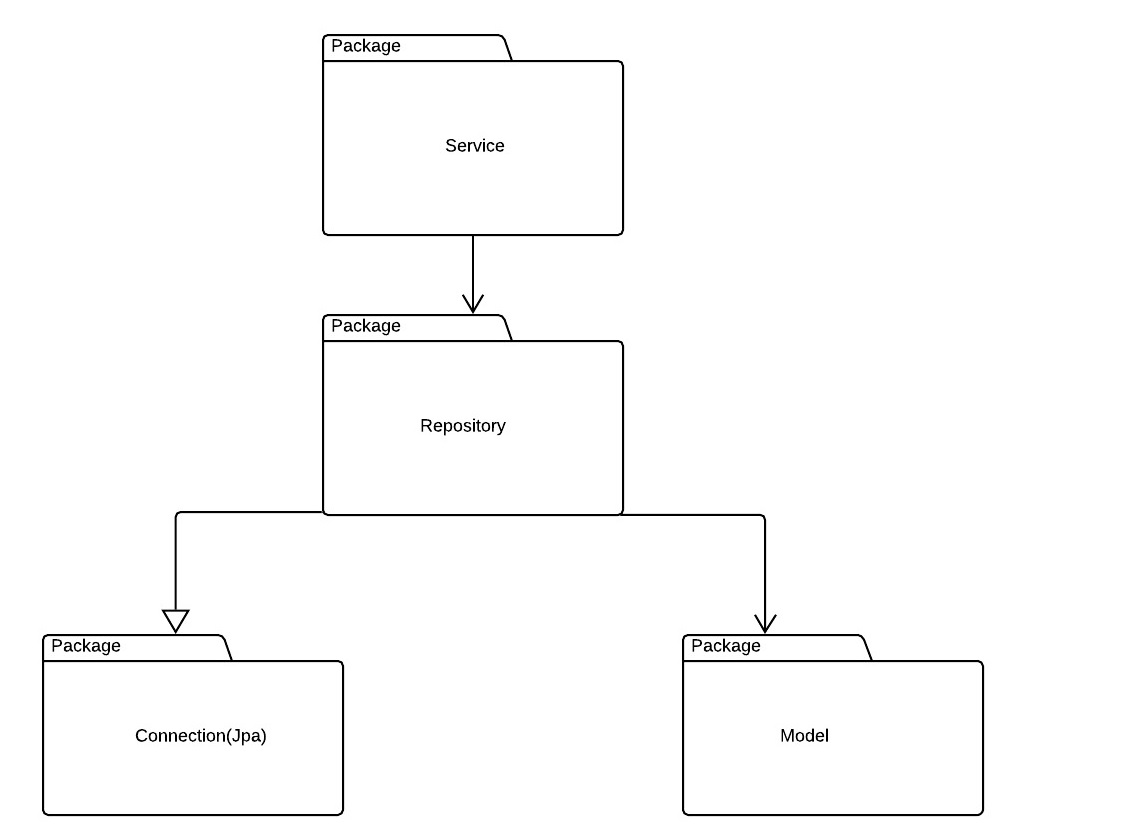 Package
Service
Package
Repository
Package
Connection(Jpa)
Package
Model